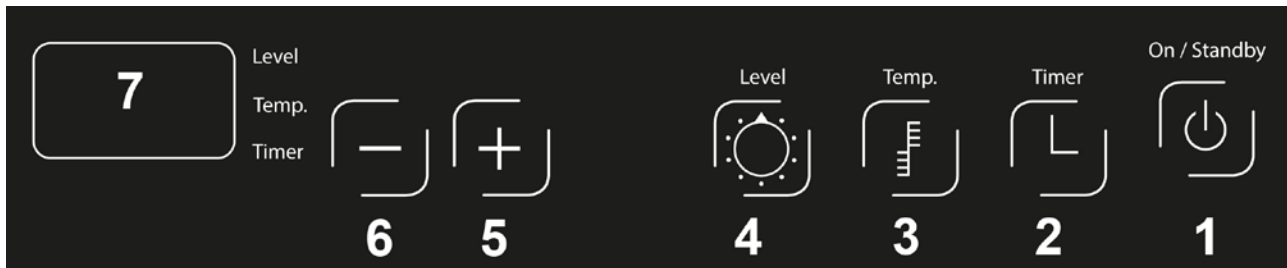 7
Level
Temp.
Timer
Level
Temp.
Timer
On / Standby
6 5 4 3 2 1